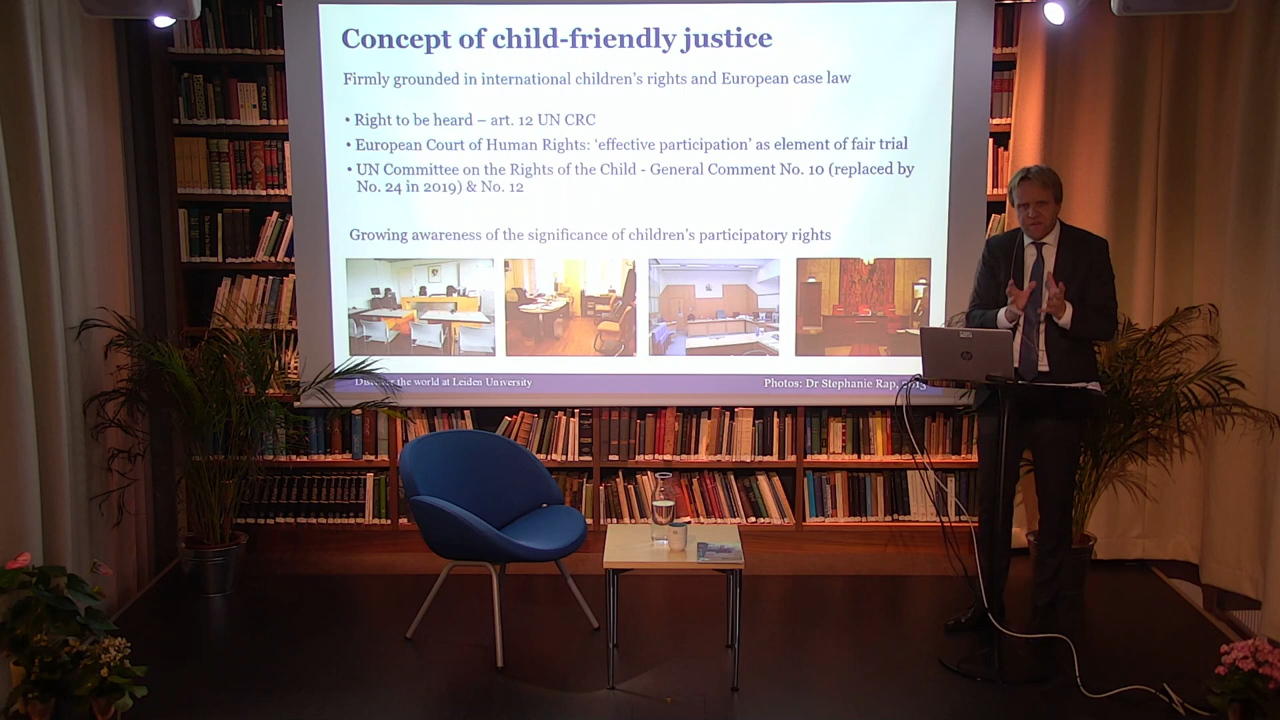 Concept of child-friendly justice
Firmly grounded in international children's rights and European case law
• Right to be heard – art. 12 UN CRC
• European Court of Human Rights: 'effective participation' as element of fair trial
• UN Committee on the Rights of the Child - General Comment No. 10 (replaced by
No. 24 in 2019) & No. 12
Growing awareness of the significance of children's participatory rights
Discover the world at Leiden University
Photos: Dr Stephanie Rap, 2013
hp